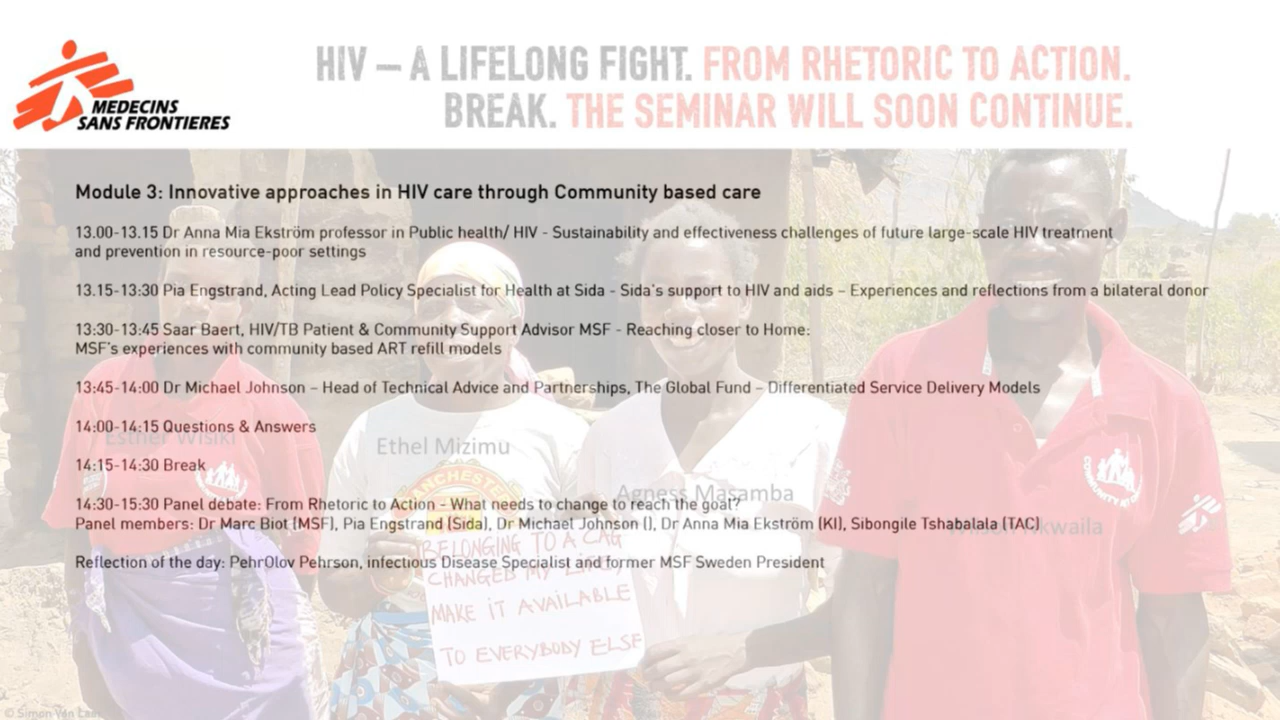 MEDECINS
SANS FRONTIERES
HIV – A LIFELONG FIGHT. FROM RHETORIC TO ACTION.
BREAK. THE SEMINAR WILL SOON CONTINUE.
Module 3: Innovative approaches in HIV care through Community based care
13.00-13.15 Dr Anna Mia Ekström professor in Public health/ HIV - Sustainability and effectiveness challenges of future large-scale HIV treatment
and prevention in resource-poor settings
13.15-13:30 Pia Engstrand, Acting Lead Policy Specialist for Health at Sida - Sida's support to HIV and aids – Experiences and reflections from a bilateral donor
13:30-13:45 Saar Baert, HIV/TB Patient & Community Support Advisor MSF - Reaching closer to Home:
MSF's experiences with community based ART refill models
13:45-14:00 Dr Michael Johnson – Head of Technical Advice and Partnerships, The Global Fund – Differentiated Service Delivery Models
14:00-14:15 Questions & Answers
Esther Wisiki
Ethel Mizimu
14:15-14:30 Break
Agness Masamba
14:30-15:30 Panel debate: From Rhetoric to Action - What needs to change to reach the goal?
Panel members: Dr Marc Biot (MSF), Pia Engstrand (Sida), Dr Michael Johnson (), Dr Anna Mia Ekström (KI), Sibongile Tshabalala (TAC)
Wilson Nkwaila
Reflection of the day: PehrOlov Pehrson, infectious Disease Specialist and former MSF Sweden President
BELONGING TO A CAG
CHANGED MY LIFE
MAKE IT AVAILABLE
TO EVERYBODY ELSE
© Simon Van